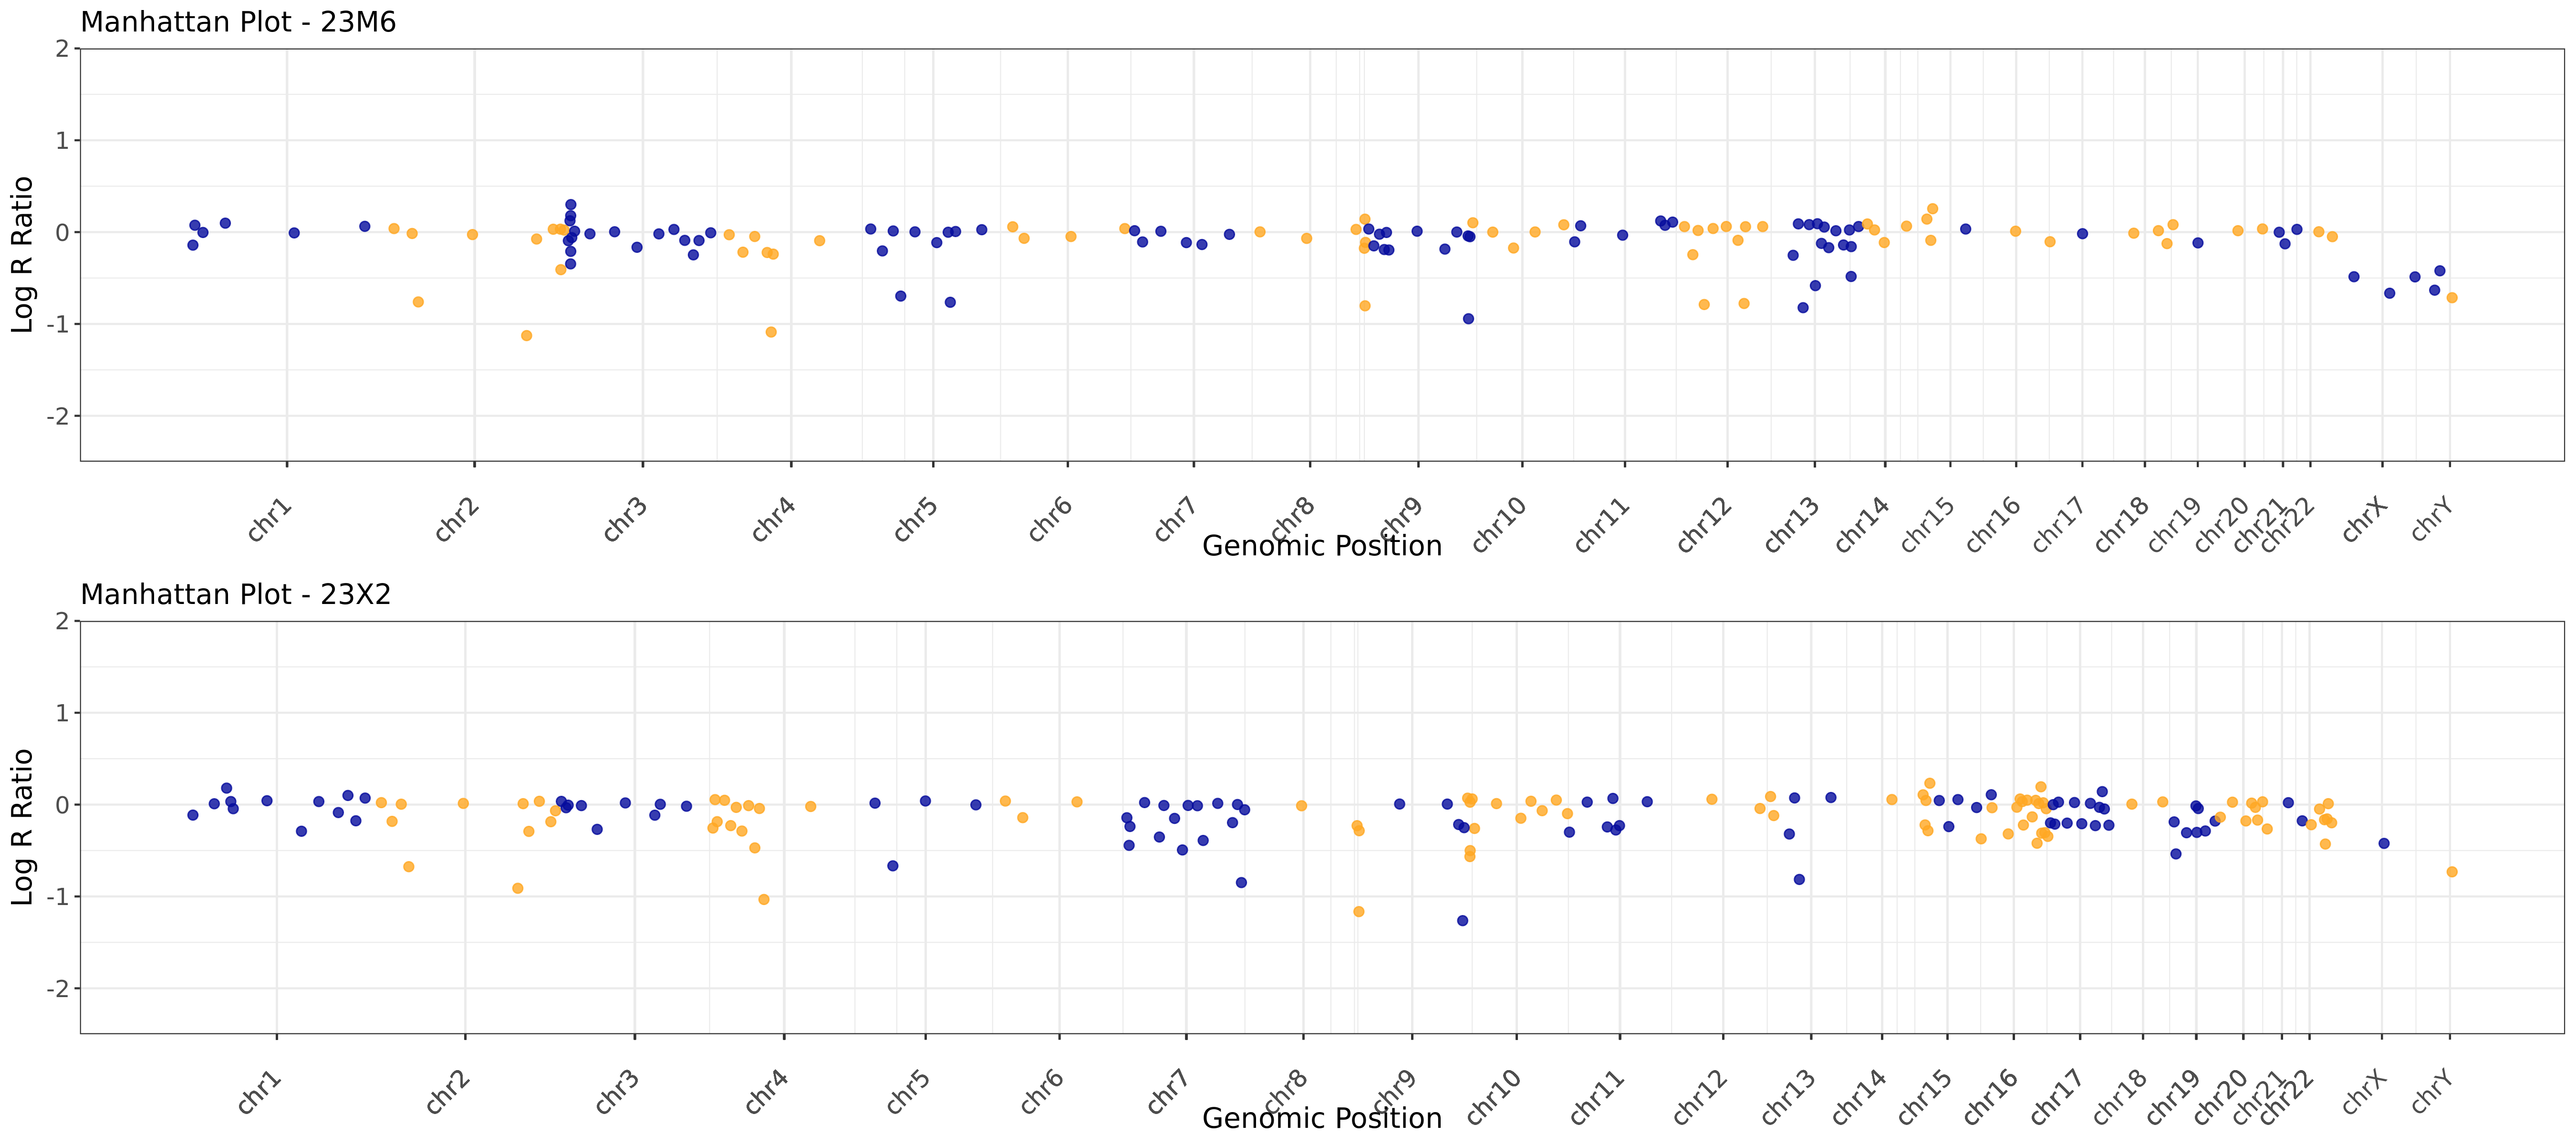 Manhattan Plot - 23M6
2
1
0
-1
-2
Log R Ratio
chr1 chr2 chr3 chr4 chr5 chr6 chr7 chr8 chr9 chr10 chr11 chr12 chr13 chr14 chr15 chr16 chr17 chr18 chr19 chr20 chr21 chr22 chrX chrY
Genomic Position
Manhattan Plot - 23X2
2
1
0
-1
-2
Log R Ratio
chr1 chr2 chr3 chr4 chr5 chr6 chr7 chr8 chr9 chr10 chr11 chr12 chr13 chr14 chr15 chr16 chr17 chr18 chr19 chr20 chr21 chr22 chrX chrY
Genomic Position